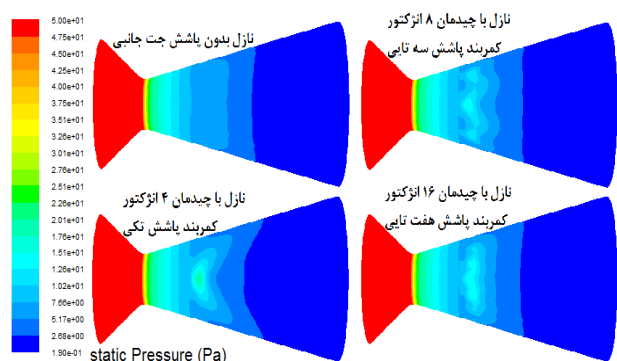 5.00e+01
4.75e+01
4.50e+01
4.25e+01
4.00e+01
3.76e+01
3.51e+01
3.26e+01
3.01e+01
2.76e+01
2.51e+01
2.26e+01
2.01e+01
1.76e+01
1.51e+01
1.26e+01
1.02e+01
7.66e+00
5.17e+00
2.68e+00
1.90e-01
نازل بدون پاشش جت جانبی
نازل با چیدمان ۸ انژکتور
کمربند پاشش سه تایی
نازل با چیدمان ۴ انژکتور
کمربند پاشش تکی
نازل با چیدمان ۱۶ انژکتور
کمربند پاشش هفت تایی
static Pressure (Pa)